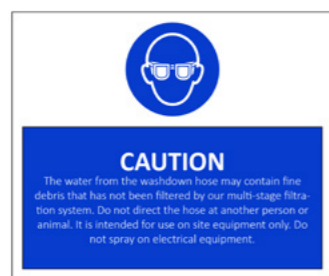 CAUTION
The water from the washdown hose may contain fine
debris that has not been filtered by our multi-stage filtra-
tion system. Do not direct the hose at another person or
animal. It is intended for use on site equipment only. Do
not spray on electrical equipment.